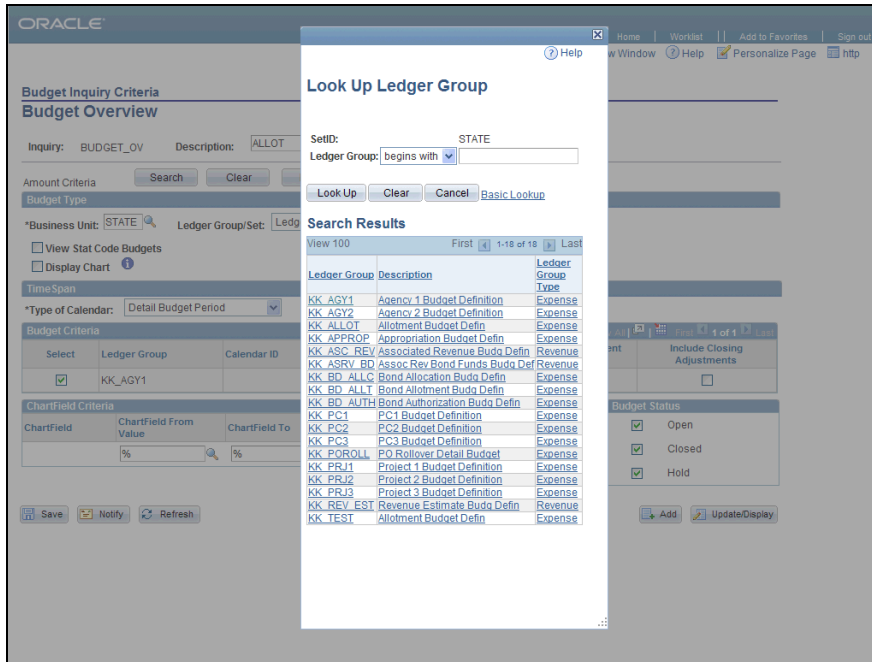 ORACLE
Home | Worklist | | Add to Favorites | Sign out
w Window Help Personalize Page http
Budget Inquiry Criteria
Budget Overview
Inquiry: BUDGET_OV Description: ALLOT
Amount Criteria Search Clear
Budget Type
*Business Unit: STATE Ledger Group/Set: Ledg
View Stat Code Budgets
Display Chart
TimeSpan
*Type of Calendar: Detail Budget Period
Budget Criteria All | First 1 of 1 Last
Select Ledger Group Calendar ID ent Include Closing Adjustments
KK_AGY1
ChartField Criteria Budget Status
ChartField ChartField From Value ChartField To
% %
Open
Closed
Hold
Save Notify Refresh Add Update/Display
Help
Look Up Ledger Group
SetID: STATE
Ledger Group: begins with
Look Up Clear Cancel Basic Lookup
Search Results
View 100 First 1-18 of 18 Last
Ledger Group Description Ledger Group Type
KK_AGY1 Agency 1 Budget Definition Expense
KK_AGY2 Agency 2 Budget Definition Expense
KK_ALLOT Allotment Budget Defin Expense
KK_APPROP Appropriation Budget Defin Expense
KK_ASC_REV Associated Revenue Budg Defin Revenue
KK_ASRV_BD Assoc Rev Bond Funds Budg Def Revenue
KK_BD_ALLC Bond Allocation Budg Defin Expense
KK_BD_ALLT Bond Allotment Budg Defin Expense
KK_BD_AUTH Bond Authorization Budg Defin Expense
KK_PC1 PC1 Budget Definition Expense
KK_PC2 PC2 Budget Definition Expense
KK_PC3 PC3 Budget Definition Expense
KK_POROLL PO Rollover Detail Budget Expense
KK_PRJ1 Project 1 Budget Definition Expense
KK_PRJ2 Project 2 Budget Definition Expense
KK_PRJ3 Project 3 Budget Definition Expense
KK_REV_EST Revenue Estimate Budg Defin Revenue
KK_TEST Allotment Budget Defin Expense